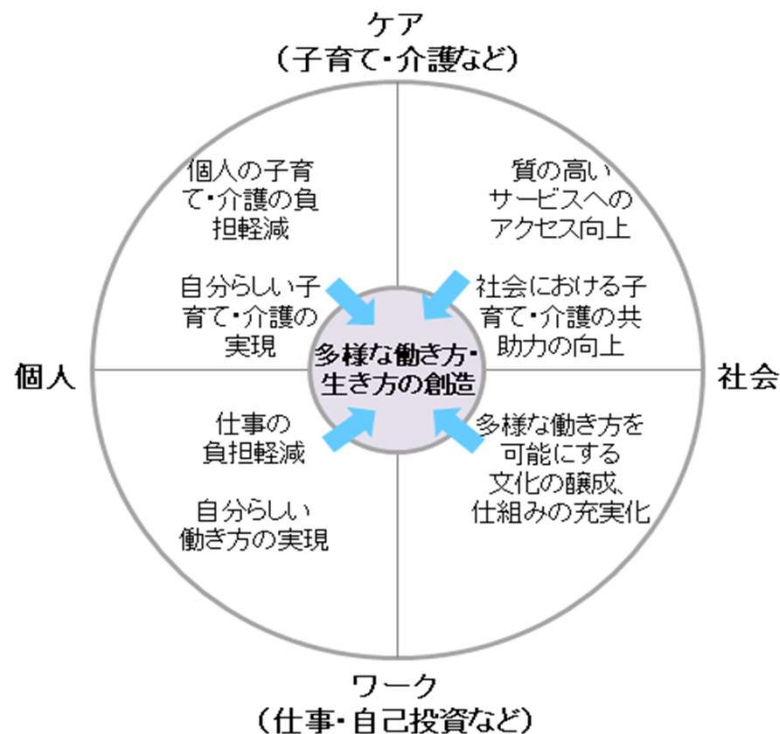 ケア
（子育て・介護など）
個人の子育
て・介護の負
担軽減
自分らしい子
育て・介護の
実現
質の高い
サービスへの
アクセス向上
社会における子
育て・介護の共
助力の向上
個人
多様な働き方・
生き方の創造
社会
仕事の
負担軽減
自分らしい
働き方の実現
多様な働き方を
可能にする
文化の醸成、
仕組みの充実化
ワーク
（仕事・自己投資など）